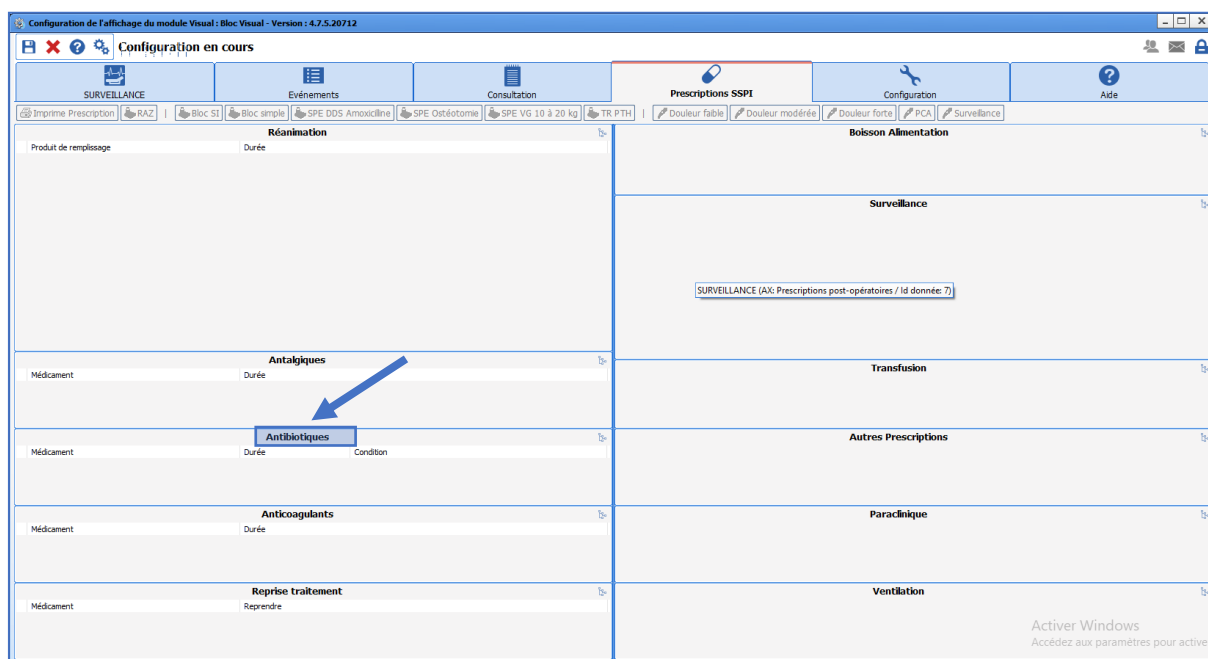 Configuration de l'affichage du module Visual : Bloc Visual - Version : 4.7.5.20712
Configuration en cours
SURVEILLANCE
Evénements
Consultation
Prescriptions SSPI
Configuration
Aide
Imprime Prescription RAZ | Bloc SI Bloc simple SPE DDS Amoxiciline SPE Ostéotomie SPE VG 10 à 20 kg TR PTH | Douleur faible Douleur modérée Douleur forte PCA Surveillance
Réanimation
Produit de remplissage Durée
Antalgiques
Médicament Durée
Antibiotiques
Médicament Durée Condition
Anticoagulants
Médicament Durée
Reprise traitement
Médicament Reprendre
Boisson Alimentation
Surveillance
SURVEILLANCE (AX: Prescriptions post-opératoires / Id donnée: 7)
Transfusion
Autres Prescriptions
Paraclinique
Ventilation
Activer Windows
Accédez aux paramètres pour active